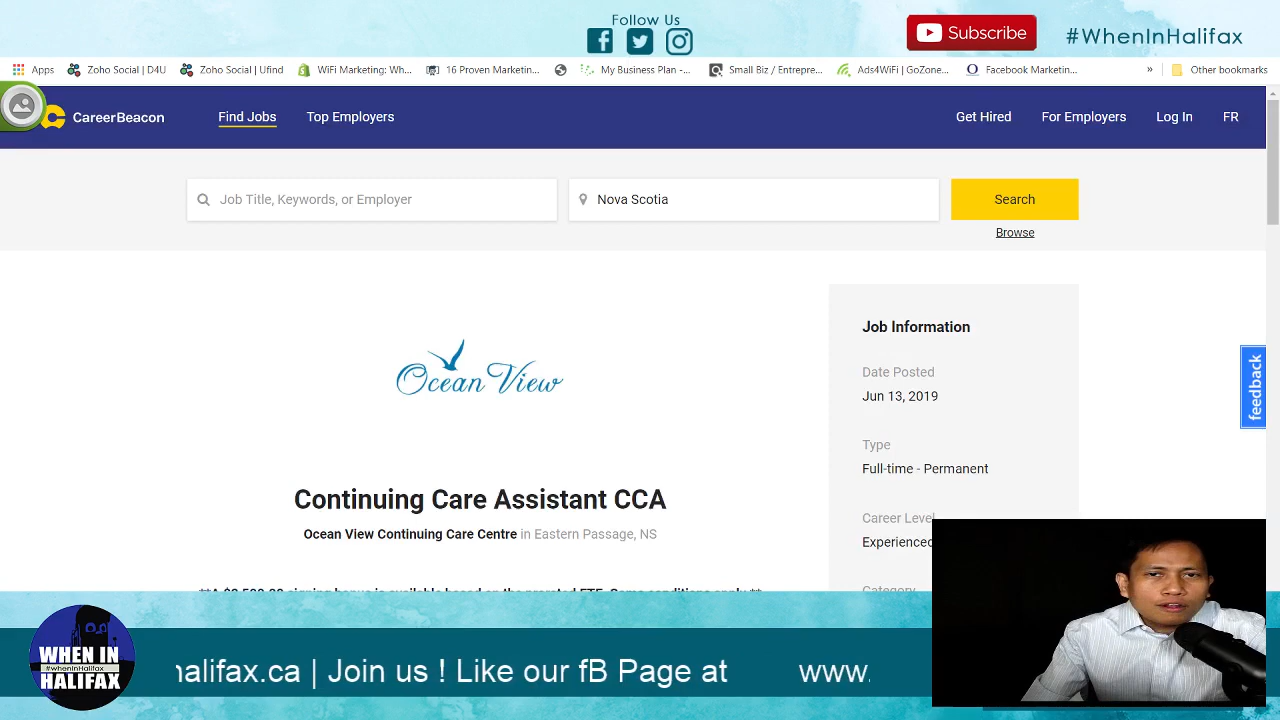 Follow Us
Subscribe
#WhenInHalifax
Apps
Zoho Social | D4U
Zoho Social | Ufind
WiFi Marketing: Wh...
16 Proven Marketin...
My Business Plan -...
Small Biz / Entrepre...
Ads4WiFi | GoZone...
Facebook Marketin...
»
Other bookmarks
CareerBeacon
Find Jobs
Top Employers
Get Hired
For Employers
Log In
FR
Job Title, Keywords, or Employer
Nova Scotia
Search
Browse
Ocean View
Job Information
Date Posted
Jun 13, 2019
Type
Full-time - Permanent
Career Level
Experienced
Category
feedback
Continuing Care Assistant CCA
Ocean View Continuing Care Centre in Eastern Passage, NS
WHEN IN
#whenInHalifax
HALIFAX
halifax.ca | Join us ! Like our fB Page at
www.